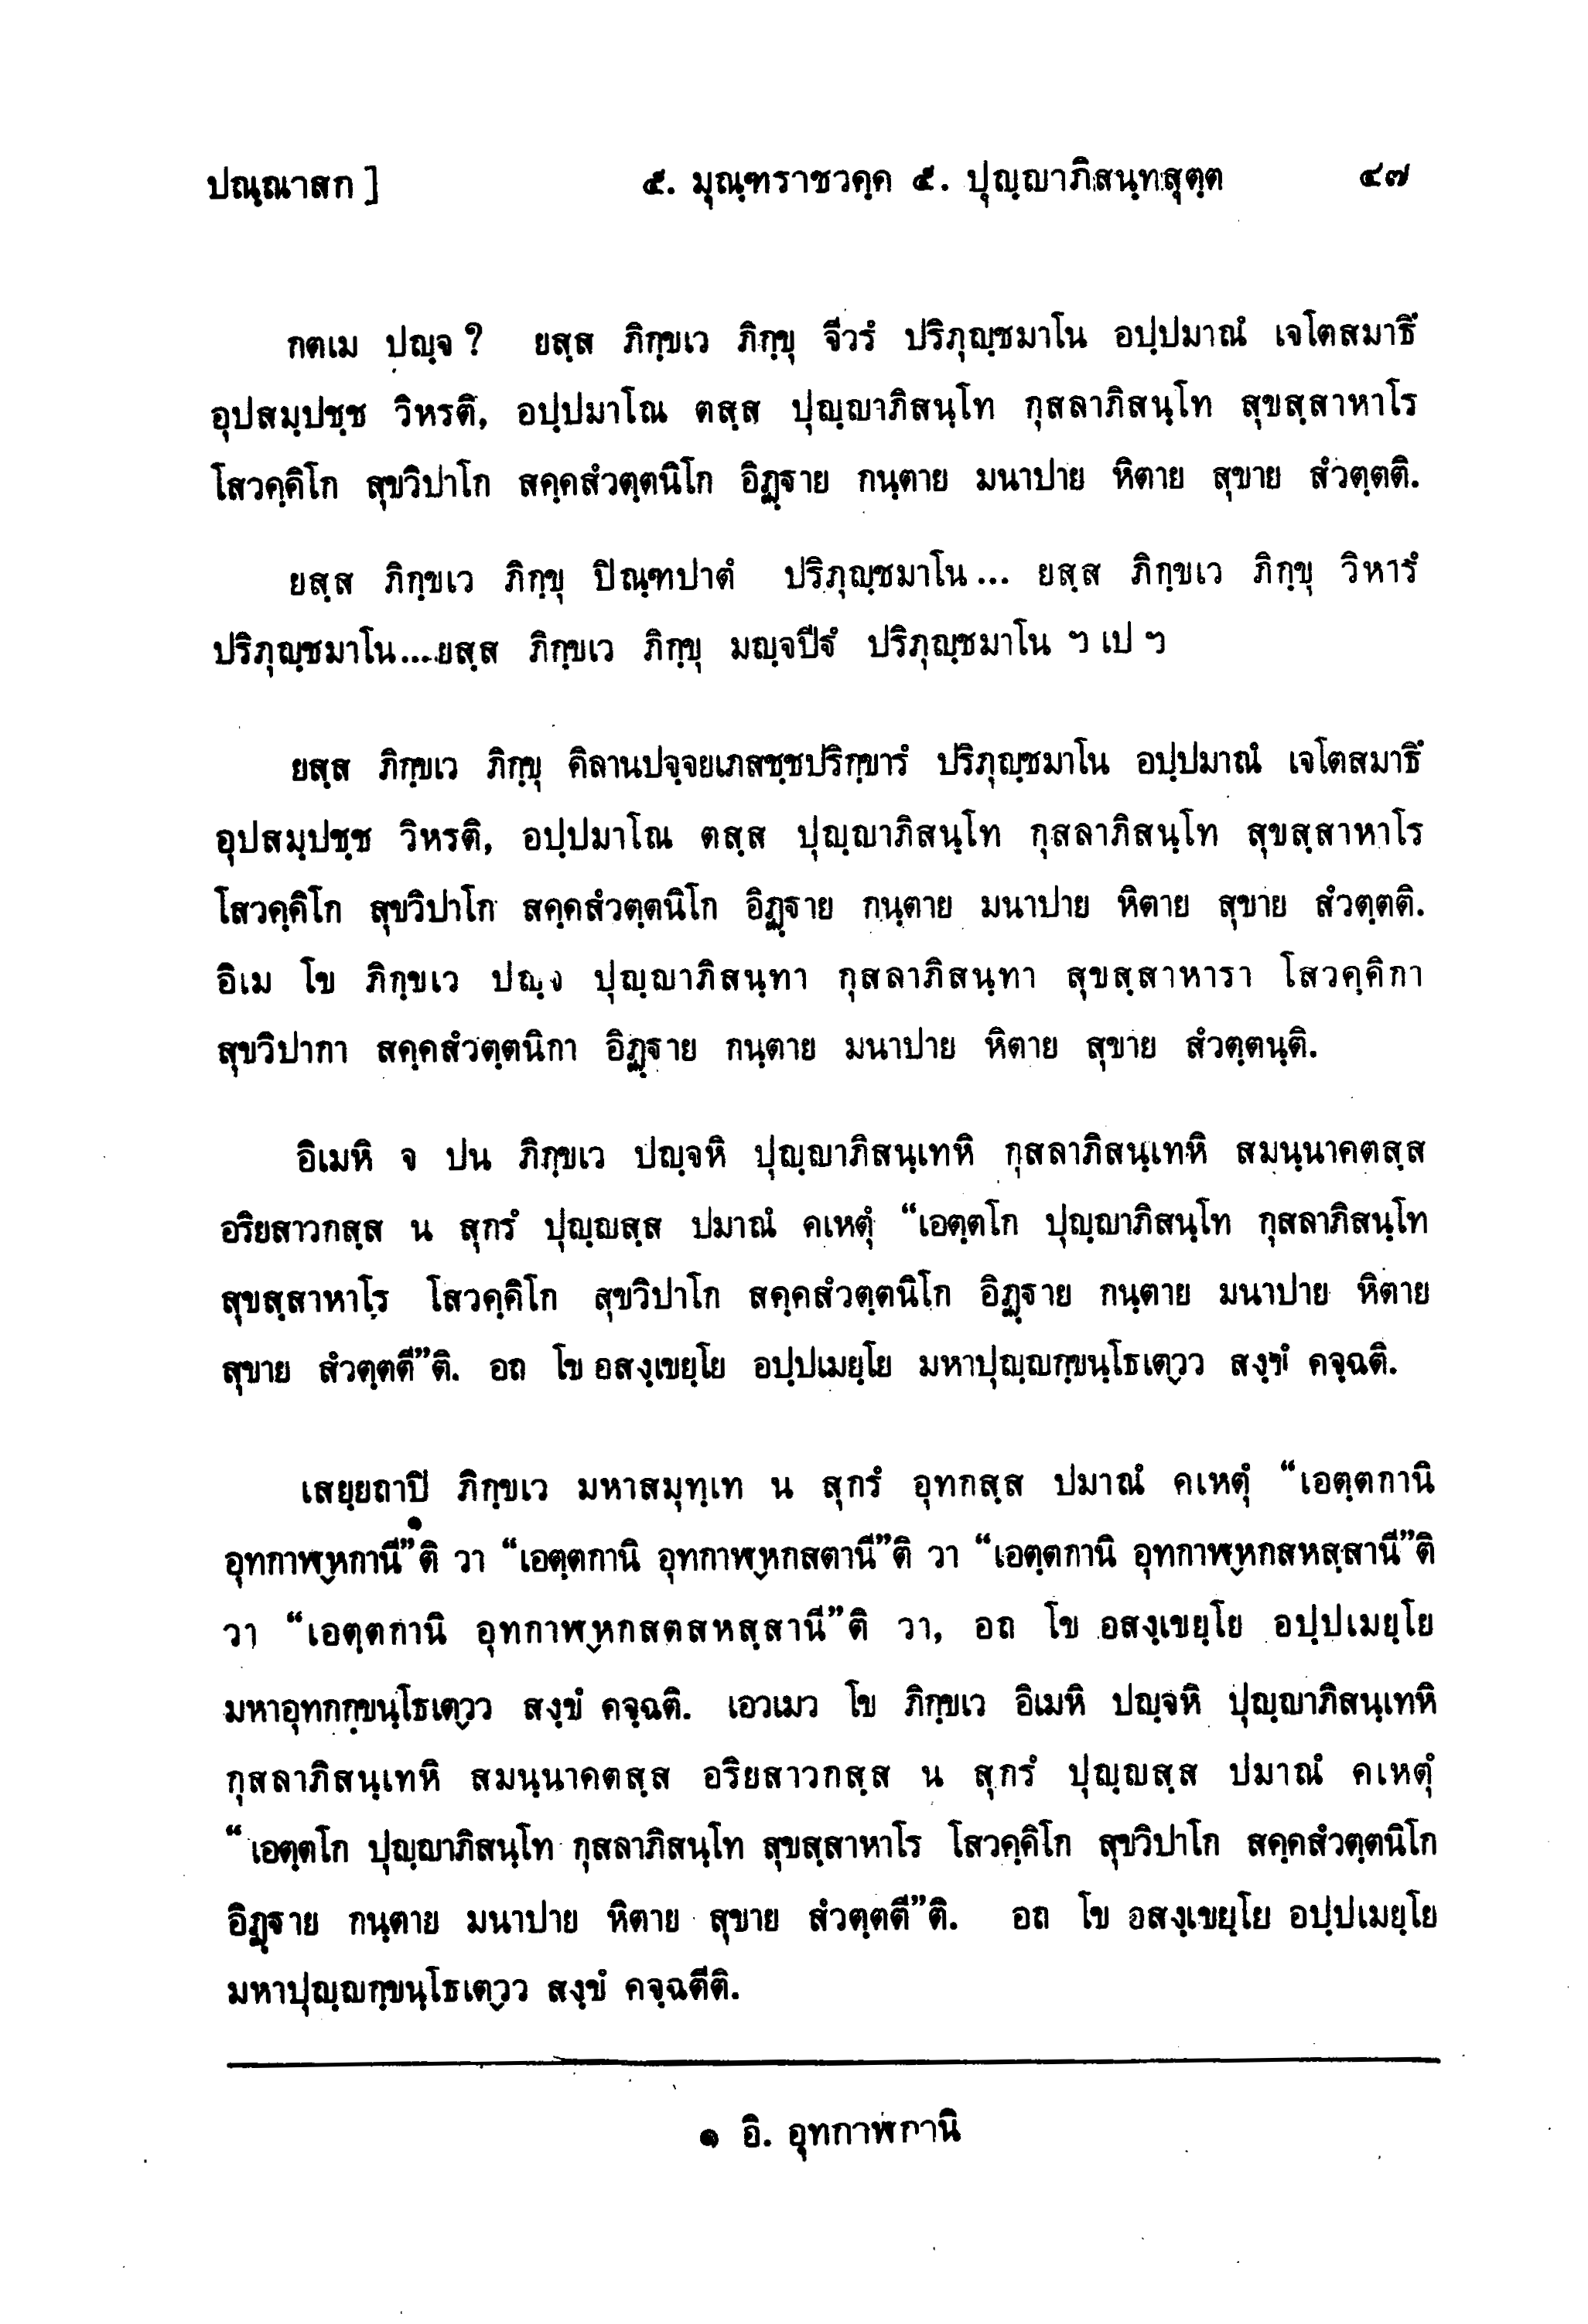 ปณฺณาสก ] ๕. มุณฺฑราชวคฺค ๕. ปุญฺญาภิสนฺทสุตฺต ๔๗
กตเม ปญฺจ ? ยสฺส ภิกฺขเว ภิกฺขุ จีวรํ ปริภุญฺชมาโน อปฺปมาณํ เจโตสมาธึ
อุปสมฺปชฺช วิหรติ, อปฺปมาโณ ตสฺส ปุญฺญาภิสนฺโท กุสลาภิสนฺโท สุขสฺสาหาโร
โสวคฺคิโก สุขวิปาโก สคฺคสํวตฺตนิโก อิฏฺฐาย กนฺตาย มนาปาย หิตาย สุขาย สํวตฺตติ.
ยสฺส ภิกฺขเว ภิกฺขุ ปิณฺฑปาตํ ปริภุญฺชมาโน... ยสฺส ภิกฺขเว ภิกฺขุ วิหารํ
ปริภุญฺชมาโน...ยสฺส ภิกฺขเว ภิกฺขุ มญฺจปีฐํ ปริภุญฺชมาโน ฯ เป ฯ
ยสฺส ภิกฺขเว ภิกฺขุ คิลานปจฺจยเภสชฺชปริกฺขารํ ปริภุญฺชมาโน อปฺปมาณํ เจโตสมาธึ
อุปสมฺปชฺช วิหรติ, อปฺปมาโณ ตสฺส ปุญฺญาภิสนฺโท กุสลาภิสนฺโท สุขสฺสาหาโร
โสวคฺคิโก สุขวิปาโก สคฺคสํวตฺตนิโก อิฏฺฐาย กนฺตาย มนาปาย หิตาย สุขาย สํวตฺตติ.
อิเม โข ภิกฺขเว ปญฺจ ปุญฺญาภิสนฺทา กุสลาภิสนฺทา สุขสฺสาหารา โสวคฺคิกา
สุขวิปากา สคฺคสํวตฺตนิกา อิฏฺฐาย กนฺตาย มนาปาย หิตาย สุขาย สํวตฺตนฺติ.
อิเมหิ จ ปน ภิกฺขเว ปญฺจหิ ปุญฺญาภิสนฺเทหิ กุสลาภิสนฺเทหิ สมนฺนาคตสฺส
อริยสาวกสฺส น สุกรํ ปุญฺญสฺส ปมาณํ คเหตุํ “เอตฺตโก ปุญฺญาภิสนฺโท กุสลาภิสนฺโท
สุขสฺสาหาโร โสวคฺคิโก สุขวิปาโก สคฺคสํวตฺตนิโก อิฏฺฐาย กนฺตาย มนาปาย หิตาย
สุขาย สํวตฺตตี”ติ. อถ โข อสงฺเขยฺโย อปฺปเมยฺโย มหาปุญฺญกฺขนฺโธเตฺวว สงฺขํ คจฺฉติ.
เสยฺยถาปิ ภิกฺขเว มหาสมุทฺเท น สุกรํ อุทกสฺส ปมาณํ คเหตุํ “เอตฺตกานิ
อุทกาฬฺหกานี”๑ติ วา “เอตฺตกานิ อุทกาฬฺหกสตานี”ติ วา “เอตฺตกานิ อุทกาฬฺหกสหสฺสานี”ติ
วา “เอตฺตกานิ อุทกาฬฺหกสตสหสฺสานี”ติ วา, อถ โข อสงฺเขยฺโย อปฺปเมยฺโย
มหาอุทกกฺขนฺโธเตฺวว สงฺขํ คจฺฉติ. เอวเมว โข ภิกฺขเว อิเมหิ ปญฺจหิ ปุญฺญาภิสนฺเทหิ
กุสลาภิสนฺเทหิ สมนฺนาคตสฺส อริยสาวกสฺส น สุกรํ ปุญฺญสฺส ปมาณํ คเหตุํ
“เอตฺตโก ปุญฺญาภิสนฺโท กุสลาภิสนฺโท สุขสฺสาหาโร โสวคฺคิโก สุขวิปาโก สคฺคสํวตฺตนิโก
อิฏฺฐาย กนฺตาย มนาปาย หิตาย สุขาย สํวตฺตตี”ติ. อถ โข อสงฺเขยฺโย อปฺปเมยฺโย
มหาปุญฺญกฺขนฺโธเตฺวว สงฺขํ คจฺฉตีติ.
๑ อิ. อุทกาฬกานิ